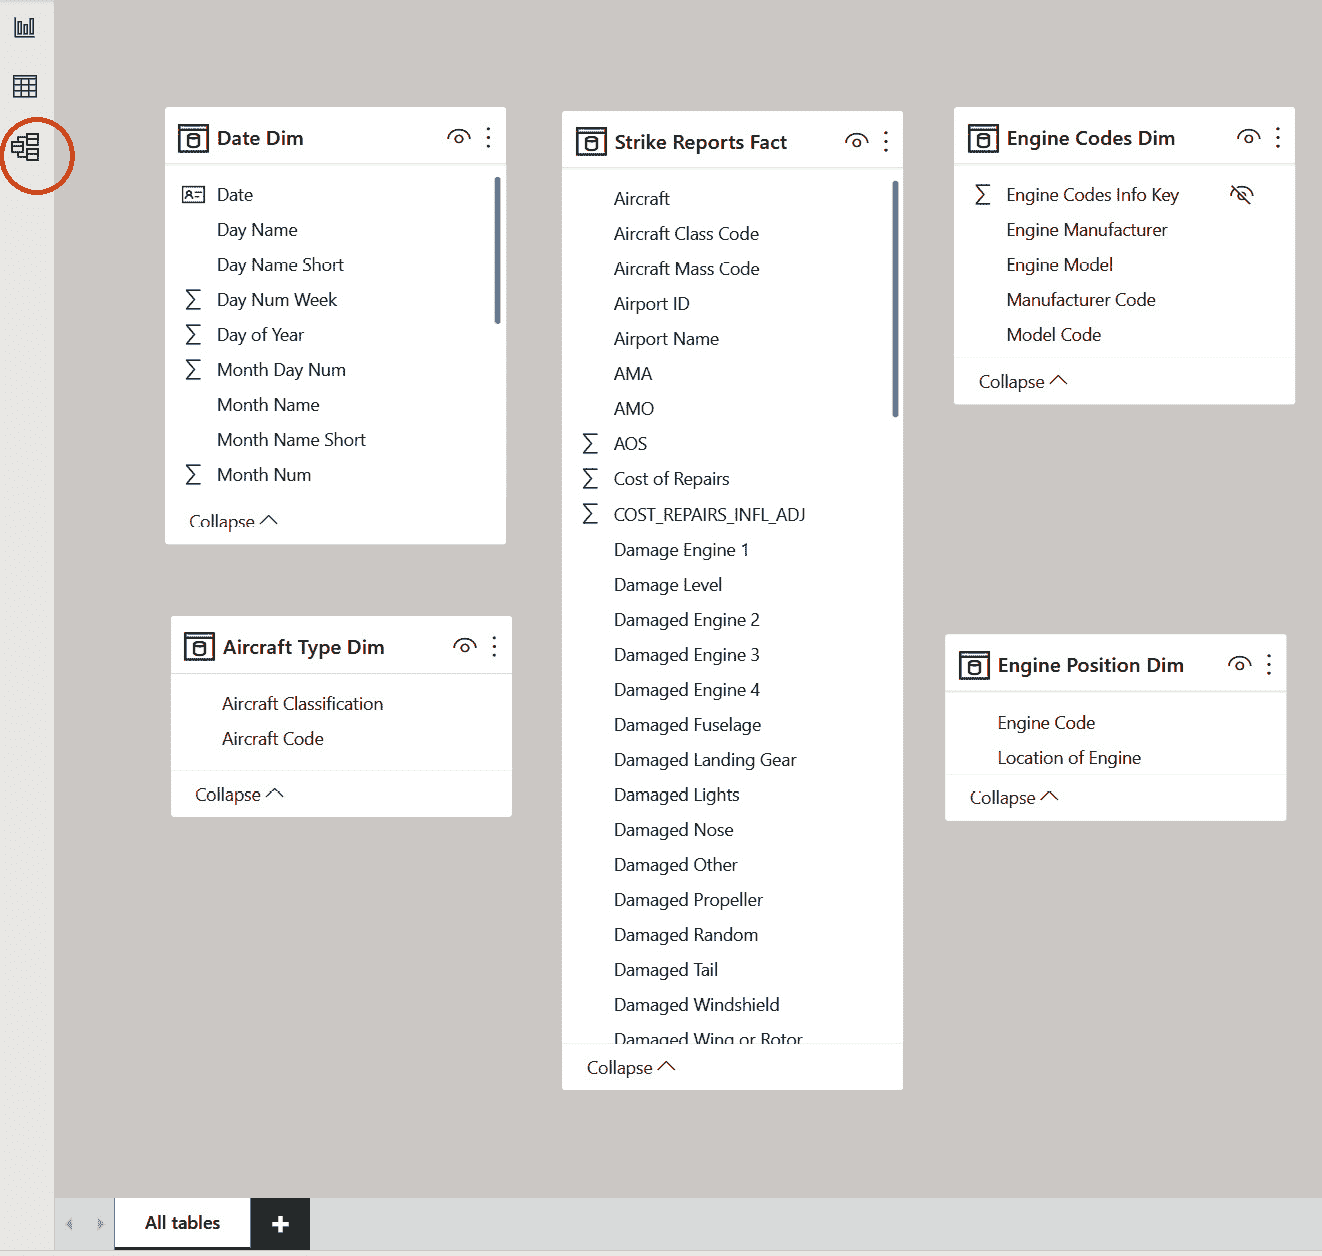 Date Dim
Date
Day Name
Day Name Short
Day Num Week
Day of Year
Month Day Num
Month Name
Month Name Short
Month Num
Collapse
Aircraft Type Dim
Aircraft Classification
Aircraft Code
Collapse
Strike Reports Fact
Aircraft
Aircraft Class Code
Aircraft Mass Code
Airport ID
Airport Name
AMA
AMO
AOS
Cost of Repairs
COST_REPAIRS_INFL_ADJ
Damage Engine 1
Damage Level
Damaged Engine 2
Damaged Engine 3
Damaged Engine 4
Damaged Fuselage
Damaged Landing Gear
Damaged Lights
Damaged Nose
Damaged Other
Damaged Propeller
Damaged Random
Damaged Tail
Damaged Windshield
Damaged Wing or Rotor
Collapse
Engine Codes Dim
Engine Codes Info Key
Engine Manufacturer
Engine Model
Manufacturer Code
Model Code
Collapse
Engine Position Dim
Engine Code
Location of Engine
Collapse
All tables